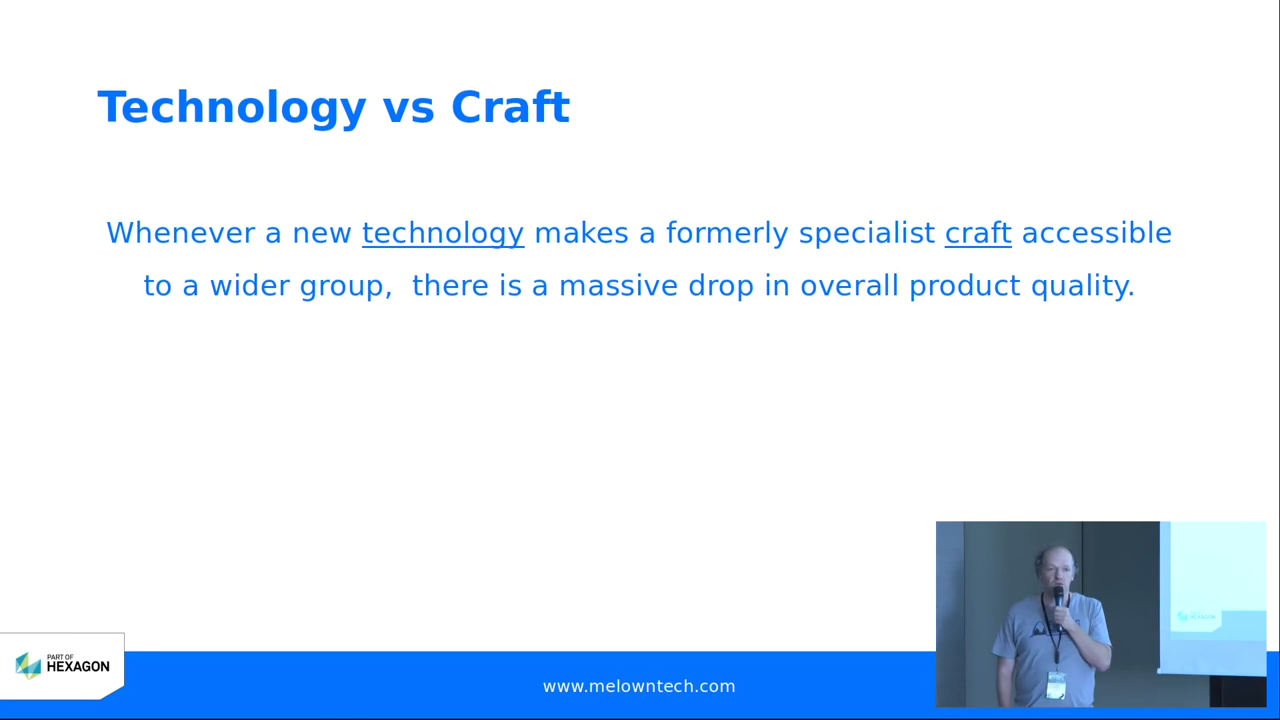 Technology vs Craft
Whenever a new technology makes a formerly specialist craft accessible
to a wider group,  there is a massive drop in overall product quality.
PART OF
HEXAGON
www.melowntech.com
HEXAGON